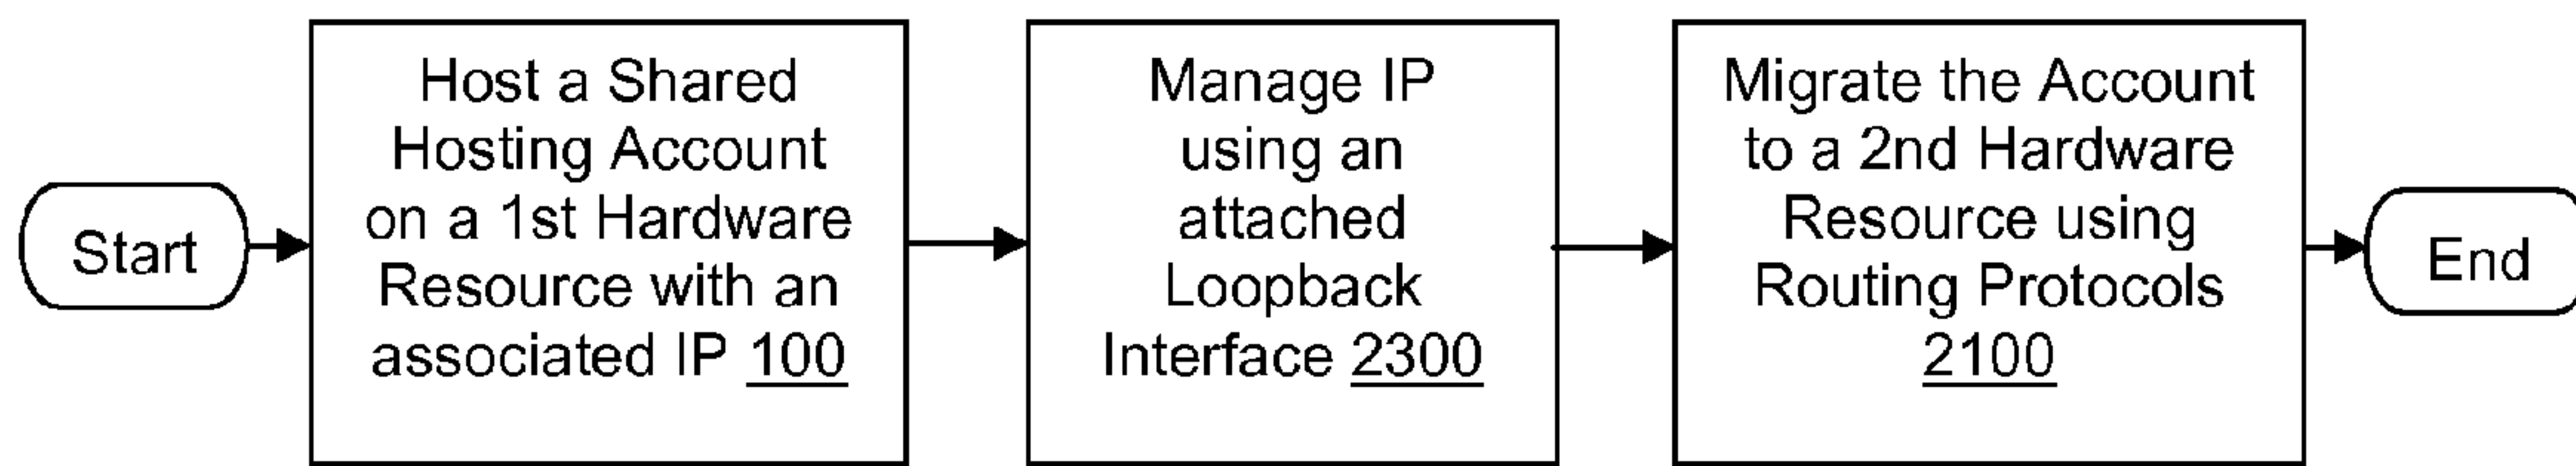 Start
Host a Shared
Hosting Account
on a 1st Hardware
Resource with an
associated IP 100
Manage IP
using an
attached
Loopback
Interface 2300
Migrate the Account
to a 2nd Hardware
Resource using
Routing Protocols
2100
End